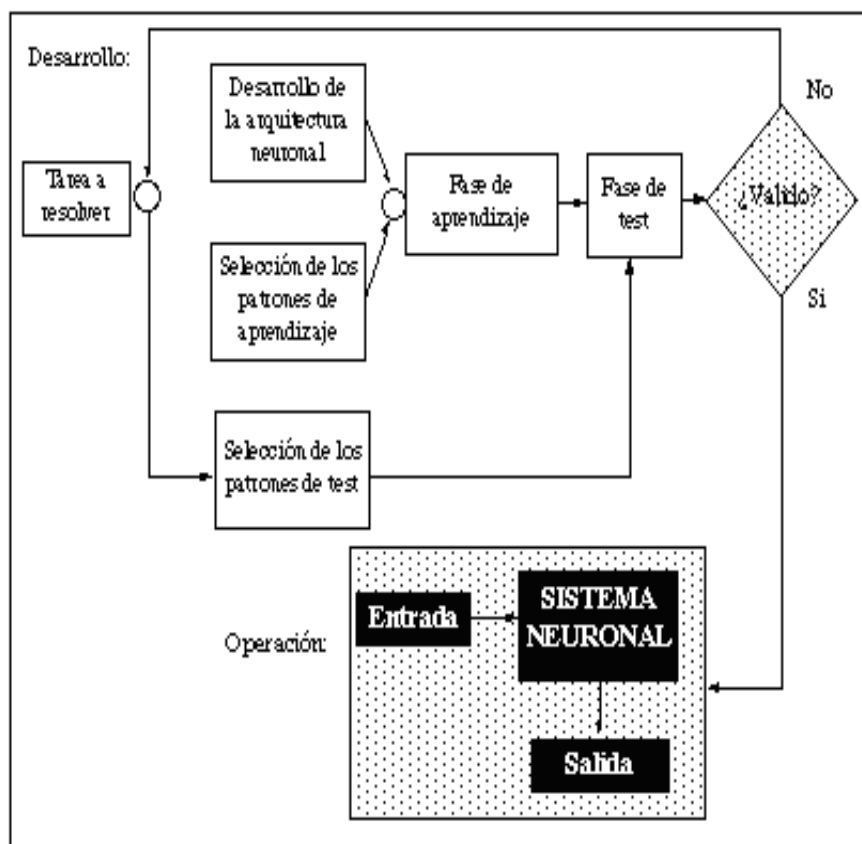 Desarrollo:
No
Desarrollo de
la arquitectura
neuronal
Tarea a
resolver
Fase de
aprendizaje
Fase de
test
¿Valido?
Selección de los
patrones de
aprendizaje
Si
Selección de los
patrones de test
Operación:
Entrada
SISTEMA
NEURONAL
Salida